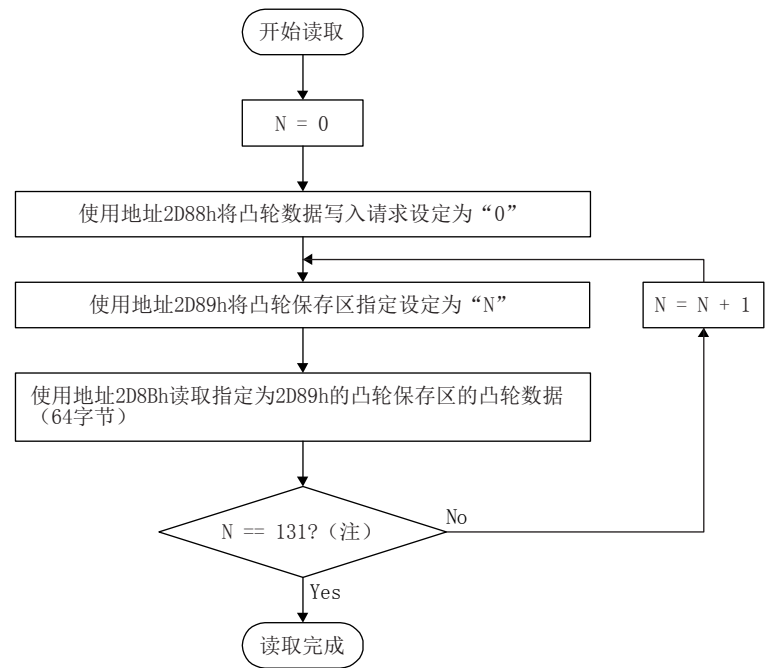 开始读取
N = 0
使用地址2D88h将凸轮数据写入请求设定为“0”
使用地址2D89h将凸轮保存区指定设定为“N”
N = N + 1
使用地址2D8Bh读取指定为2D89h的凸轮保存区的凸轮数据
（64字节）
N == 131?（注）
No
Yes
读取完成